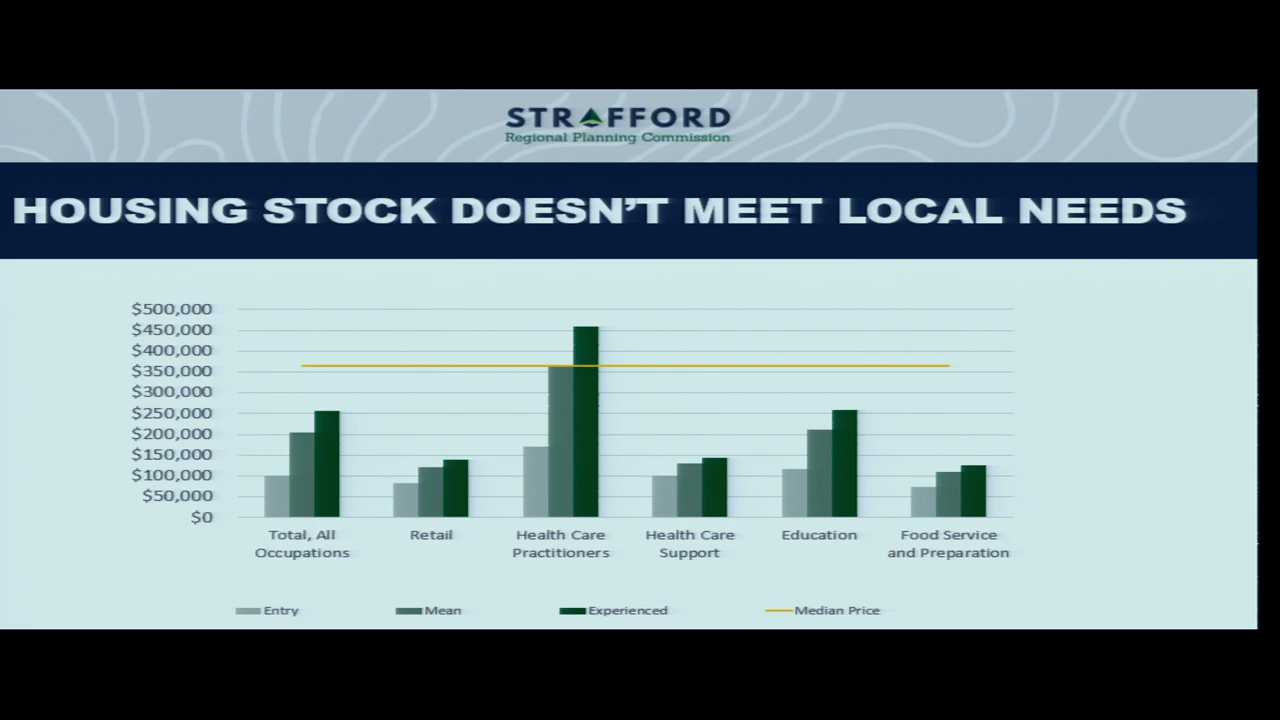 STRAFFORD
Regional Planning Commission
HOUSING STOCK DOESN'T MEET LOCAL NEEDS
$500,000
$450,000
$400,000
$350,000
$300,000
$250,000
$200,000
$150,000
$100,000
$50,000
$0
Total, All Occupations
Retail
Health Care Practitioners
Health Care Support
Education
Food Service and Preparation
Entry
Mean
Experienced
Median Price